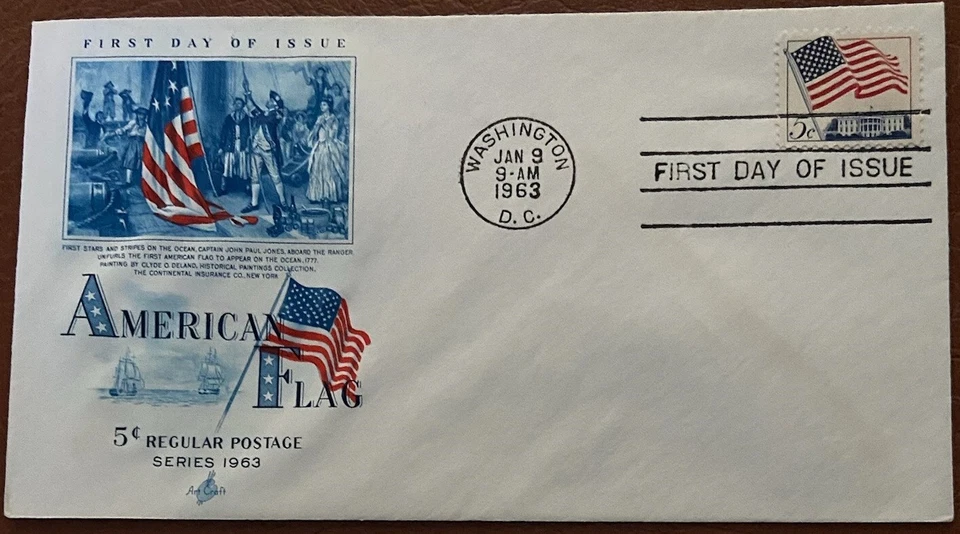 FIRST DAY OF ISSUE
FIRST STARS AND STRIPES ON THE OCEAN, CAPTAIN JOHN PAUL JONES, ABOARD THE RANGER
UNFURLS THE FIRST AMERICAN FLAG TO APPEAR ON THE OCEAN, 1777.
PAINTING BY CLYDE O. DELAND, HISTORICAL PAINTINGS COLLECTION,
THE CONTINENTAL INSURANCE CO., NEW YORK
AMERICAN
FLAG
5¢ REGULAR POSTAGE
SERIES 1963
Art Craft
WASHINGTON
JAN 9
9-AM
1963
D. C.
5c
FIRST DAY OF ISSUE